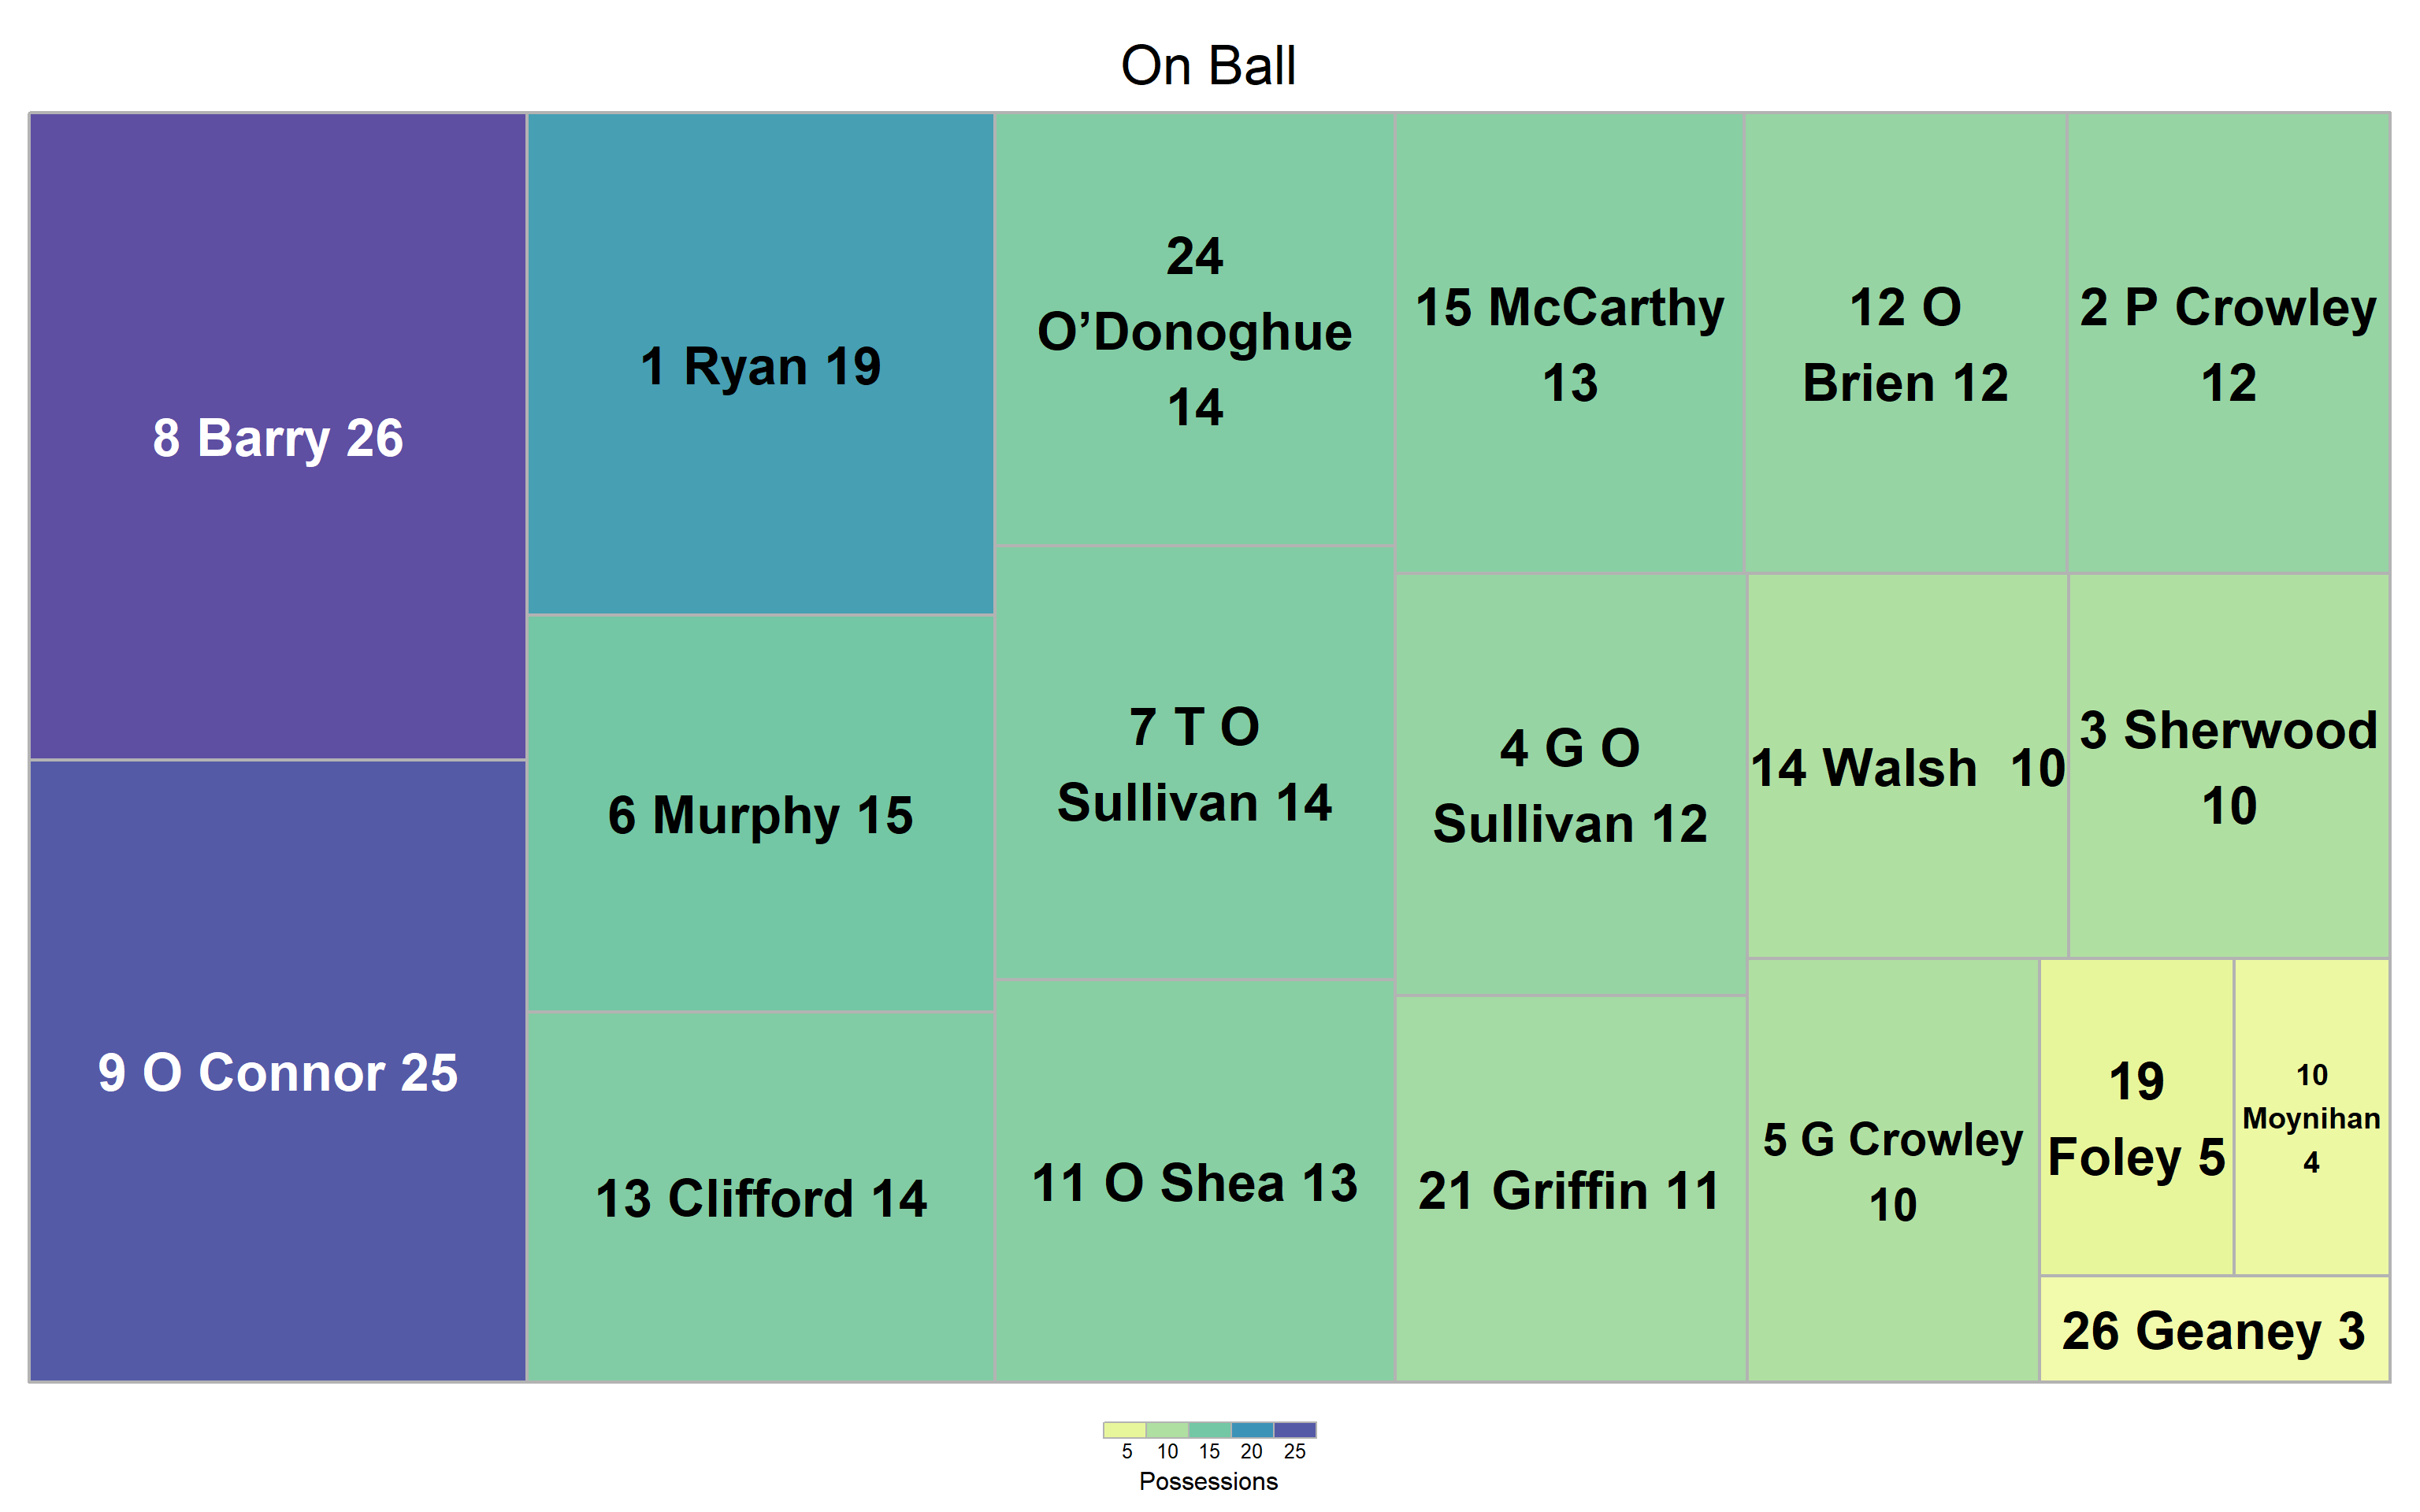 On Ball
8 Barry 26
9 O Connor 25
1 Ryan 19
6 Murphy 15
13 Clifford 14
24
O’Donoghue
14
7 T O
Sullivan 14
11 O Shea 13
15 McCarthy
13
4 G O
Sullivan 12
21 Griffin 11
12 O
Brien 12
2 P Crowley
12
14 Walsh  10
3 Sherwood
10
5 G Crowley
10
19
Foley 5
10
Moynihan
4
26 Geaney 3
5 10 15 20 25
Possessions